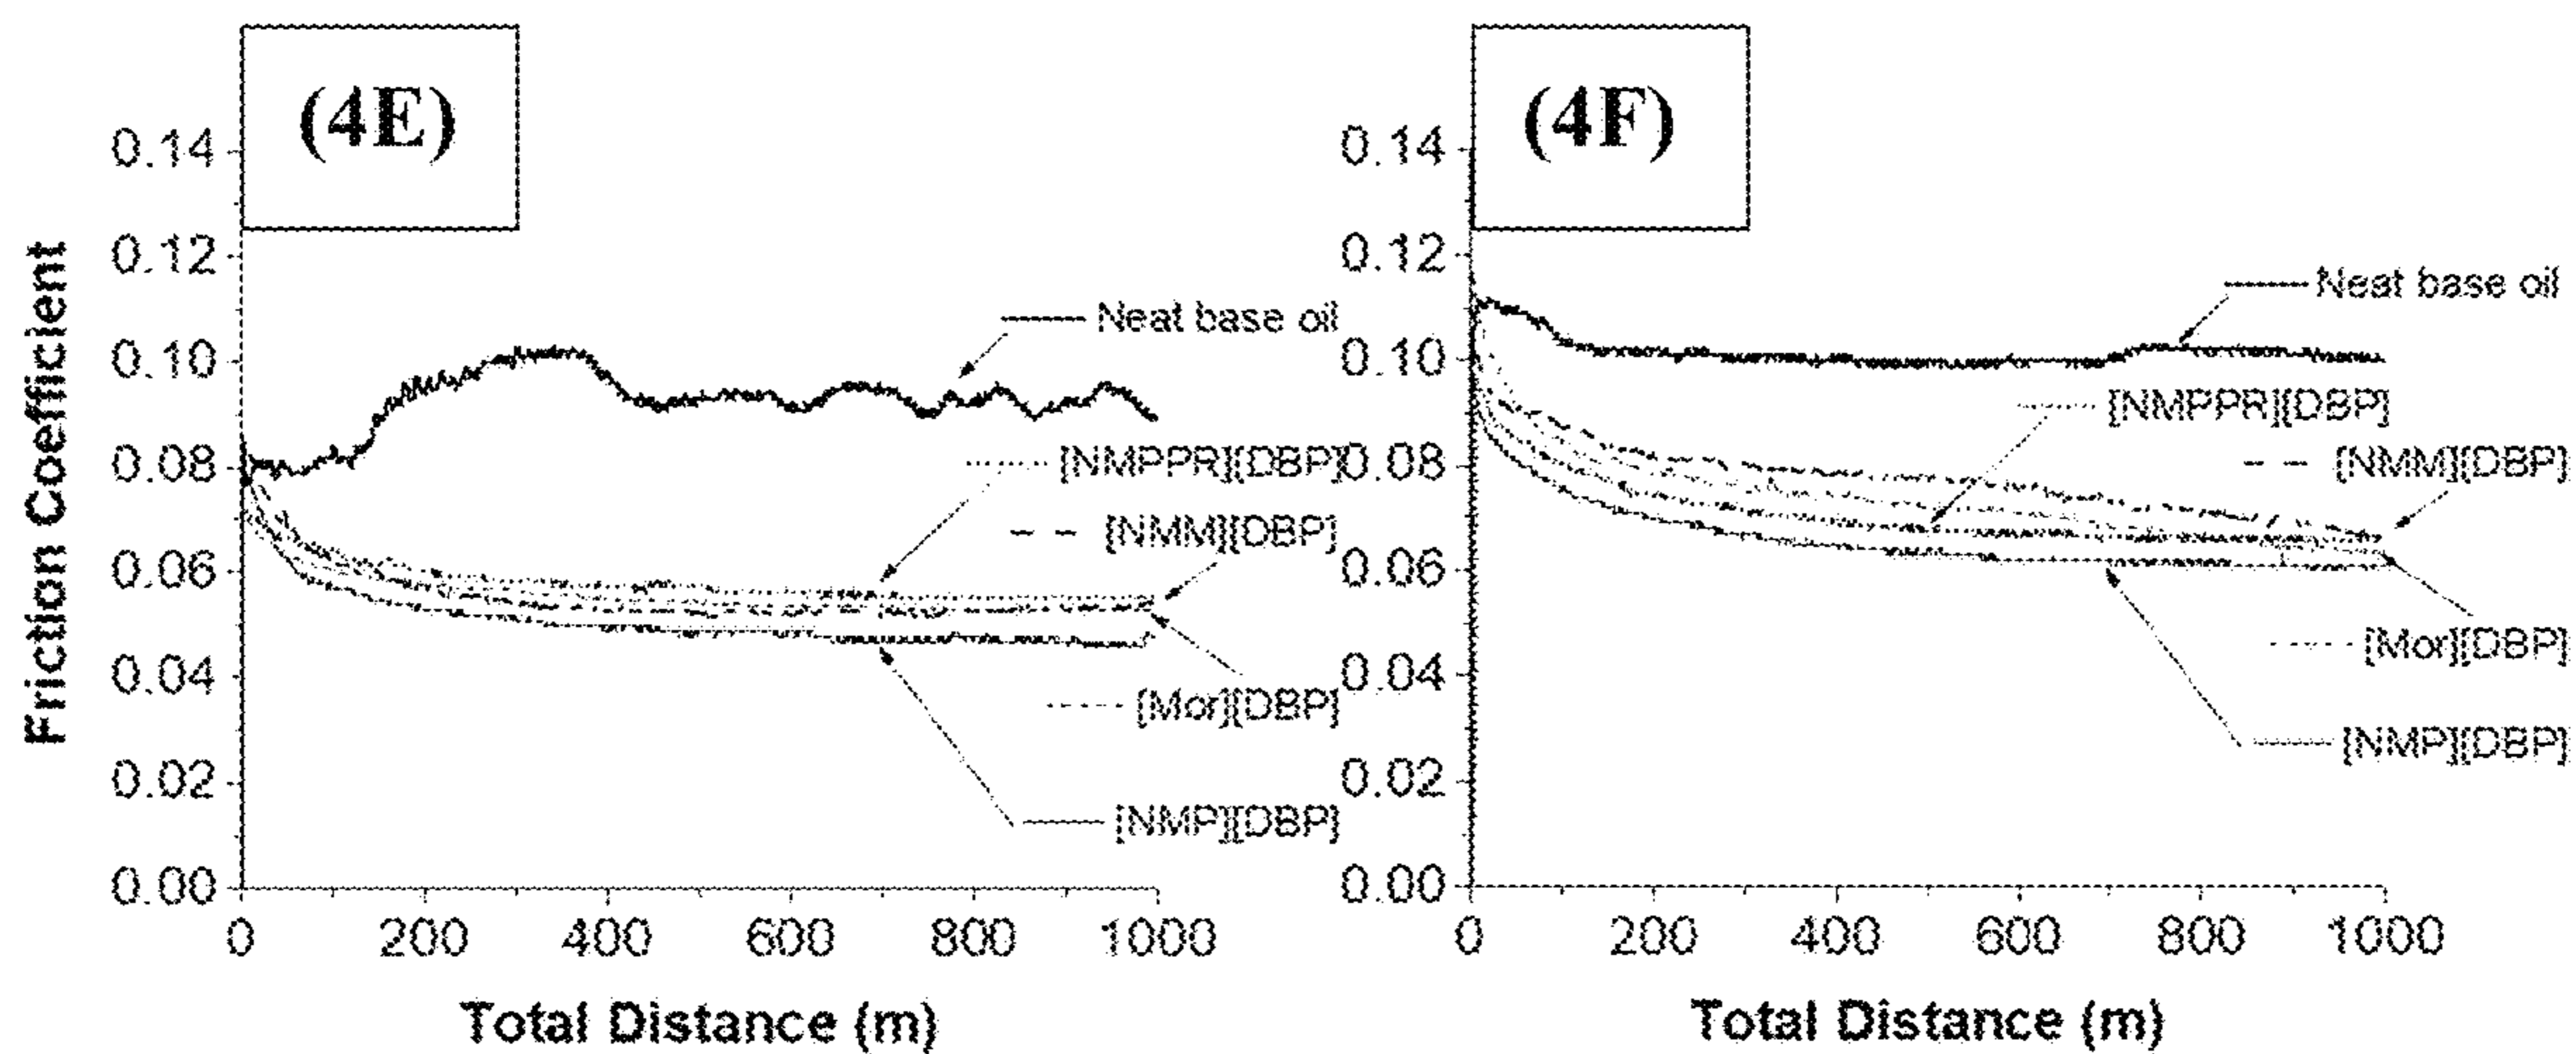 (4E)
Friction Coefficient
0.14
0.12
0.10
0.08
0.06
0.04
0.02
0.00
Neat base oil
[NMPPR][DBP]
[NMM][DBP]
[Mor][DBP]
[NMP][DBP]
0 200 400 600 800 1000
Total Distance (m)
(4F)
0.14
0.12
0.10
0.08
0.06
0.04
0.02
0.00
Neat base oil
[NMPPR][DBP]
[NMM][DBP]
[Mor][DBP]
[NMP][DBP]
0 200 400 600 800 1000
Total Distance (m)